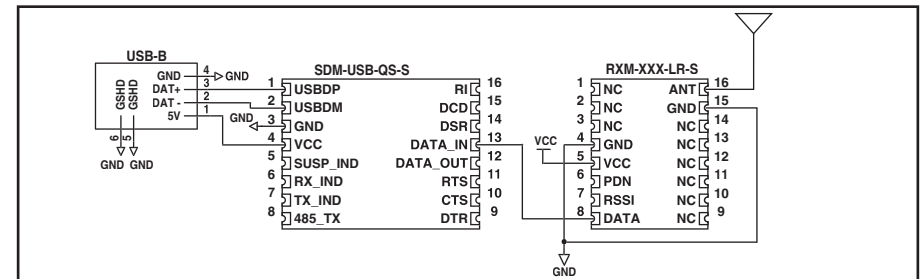 USB-B
GND 4 GND
DAT+ 3
DAT - 2
5V 1
GSHD
GSHD
6
5
GND GND
SDM-USB-QS-S
1 USBDP
2 USBDM
GND 3 GND
4 VCC
5 SUSP_IND
6 RX_IND
7 TX_IND
8 485_TX
RI 16
DCD 15
DSR 14
DATA_IN 13
DATA_OUT 12
RTS 11
CTS 10
DTR 9
RXM-XXX-LR-S
1 NC
2 NC
3 NC
4 GND
VCC 5 VCC
6 PDN
7 RSSI
8 DATA
ANT 16
GND 15
NC 14
NC 13
NC 12
NC 11
NC 10
NC 9
GND